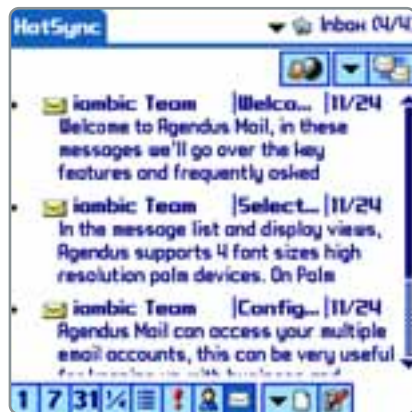 HotSync Inbox (4/4)
iambic Team |Welco... |11/24
Welcome to Agendus Mail, in these
messages we'll go over the key
features and frequently asked
iambic Team |Select... |11/24
In the message list and display views,
Agendus supports 4 font sizes high
resolution palm devices. On Palm
iambic Team |Config... |11/24
Agendus Mail can access your multiple
email accounts, this can be very useful
1 7 31 ¼